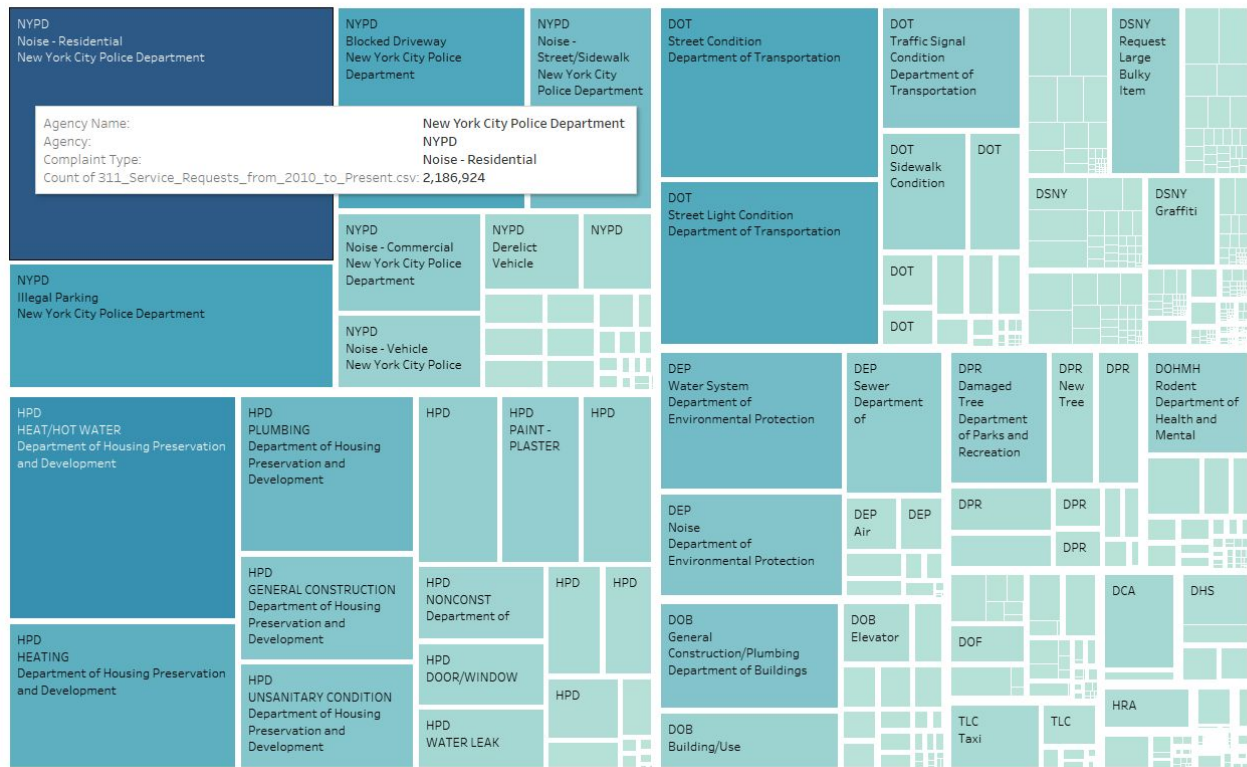 NYPD
Noise - Residential
New York City Police Department
NYPD
Blocked Driveway
New York City Police
Department
NYPD
Noise -
Street/Sidewalk
New York City
Police Department
Agency Name: New York City Police Department
Agency: NYPD
Complaint Type: Noise - Residential
Count of 311_Service_Requests_from_2010_to_Present.csv: 2,186,924
NYPD
Illegal Parking
New York City Police Department
NYPD
Noise - Commercial
New York City Police
Department
NYPD
Derelict
Vehicle
NYPD
NYPD
Noise - Vehicle
New York City Police
HPD
HEAT/HOT WATER
Department of Housing Preservation
and Development
HPD
HEATING
Department of Housing Preservation
and Development
HPD
PLUMBING
Department of Housing
Preservation and
Development
HPD
GENERAL CONSTRUCTION
Department of Housing
Preservation and
Development
HPD
UNSANITARY CONDITION
Department of Housing
Preservation and
Development
HPD
HPD
PAINT -
PLASTER
HPD
HPD
NONCONST
Department of
HPD
HPD
HPD
DOOR/WINDOW
HPD
WATER LEAK
HPD
DOT
Street Condition
Department of Transportation
DOT
Street Light Condition
Department of Transportation
DOT
Traffic Signal
Condition
Department of
Transportation
DOT
Sidewalk
Condition
DOT
DOT
DOT
DSNY
Request
Large
Bulky
Item
DSNY
DSNY
Graffiti
DEP
Water System
Department of
Environmental Protection
DEP
Sewer
Department
of
DEP
Noise
Department of
Environmental Protection
DEP
Air
DEP
DPR
Damaged
Tree
Department
of Parks and
Recreation
DPR
New
Tree
DPR
DPR
DPR
DPR
DOHMH
Rodent
Department of
Health and
Mental
DOB
General
Construction/Plumbing
Department of Buildings
DOB
Elevator
DOB
Building/Use
DOF
TLC
Taxi
TLC
DCA
DHS
HRA